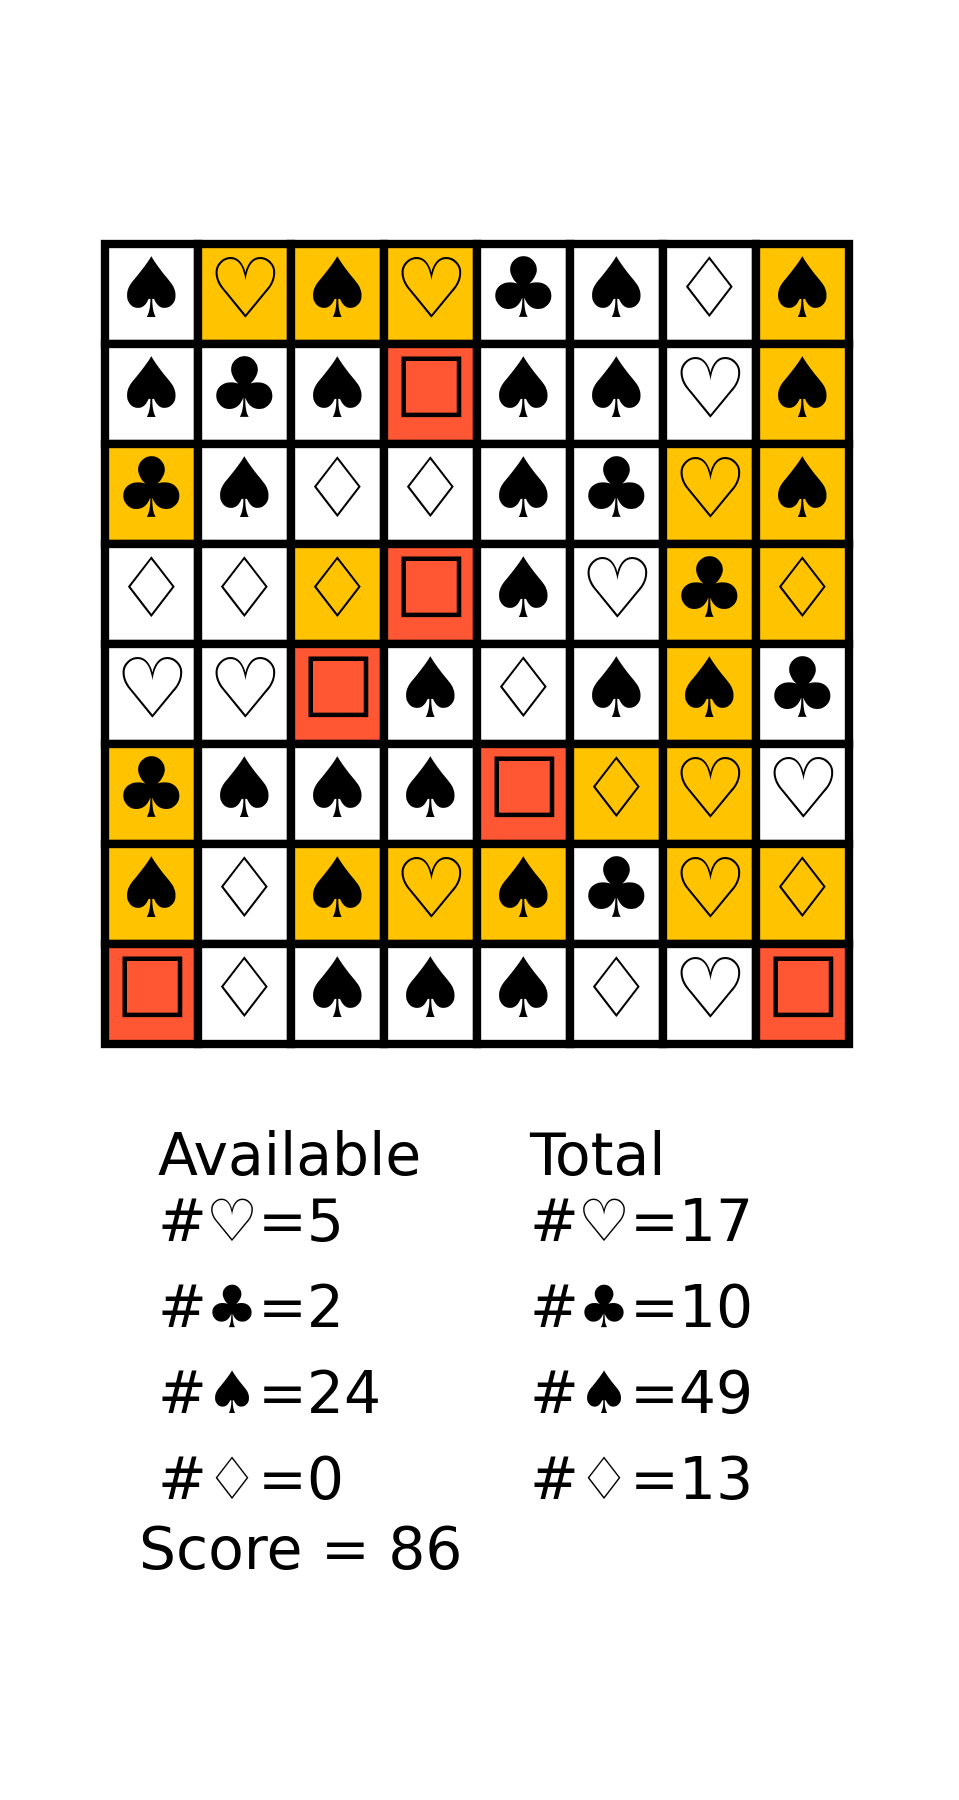 ♠ ♡ ♠ ♡ ♣ ♠ ♢ ♠
♠ ♣ ♠ □ ♠ ♠ ♡ ♠
♣ ♠ ♢ ♢ ♠ ♣ ♡ ♠
♢ ♢ ♢ □ ♠ ♡ ♣ ♢
♡ ♡ □ ♠ ♢ ♠ ♠ ♣
♣ ♠ ♠ ♠ □ ♢ ♡ ♡
♠ ♢ ♠ ♡ ♠ ♣ ♡ ♢
□ ♢ ♠ ♠ ♠ ♢ ♡ □
Available Total
#♡=5 #♡=17
#♣=2 #♣=10
#♠=24 #♠=49
#♢=0 #♢=13
Score = 86